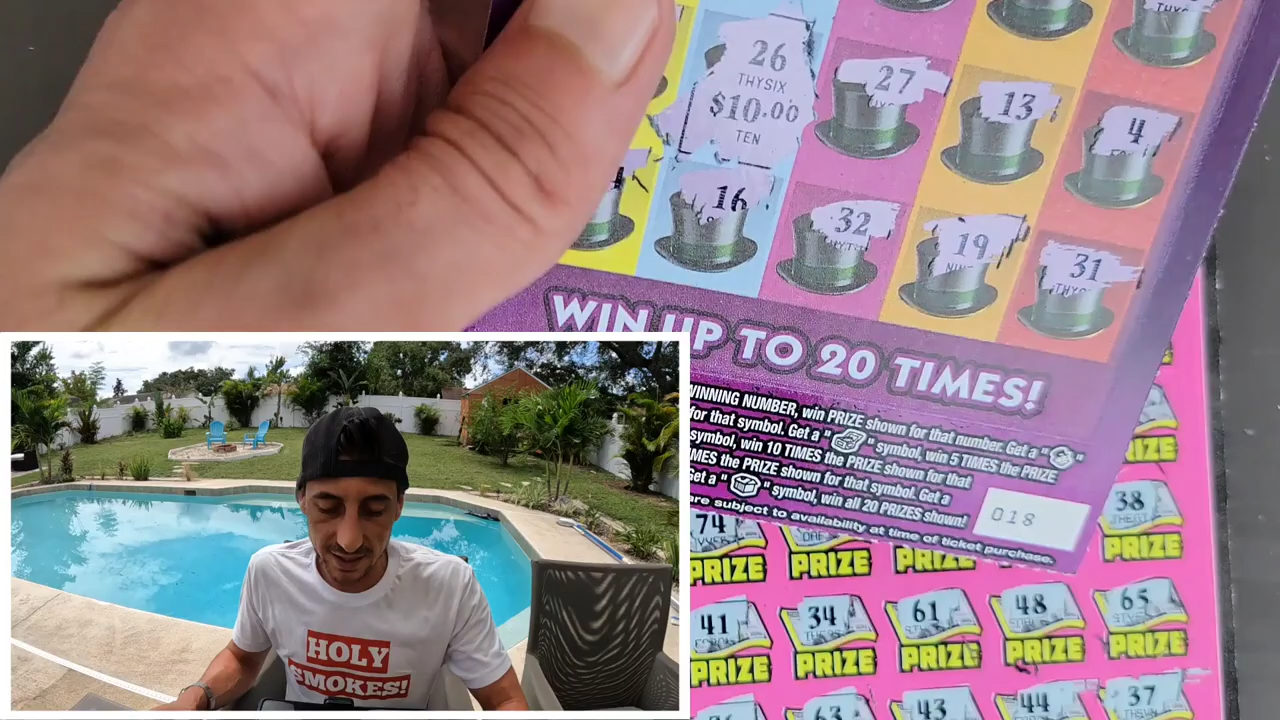 26
THYSIX
$10.00
TEN
27
13
4
16
32
19
31
WIN UP TO 20 TIMES!
WINNING NUMBER, win PRIZE shown for that number. Get a " "
for that symbol. Get a " " symbol, win 5 TIMES the PRIZE
symbol, win 10 TIMES the PRIZE shown for that
TIMES the PRIZE shown for that symbol. Get a
Get a " " symbol, win all 20 PRIZES shown!
are subject to availability at time of ticket purchase.
018
74
38
PRIZE PRIZE PRIZE PRIZE PRIZE
41 34 61 48 65
PRIZE PRIZE PRIZE PRIZE PRIZE
63 43 44 37
HOLY
SMOKES!